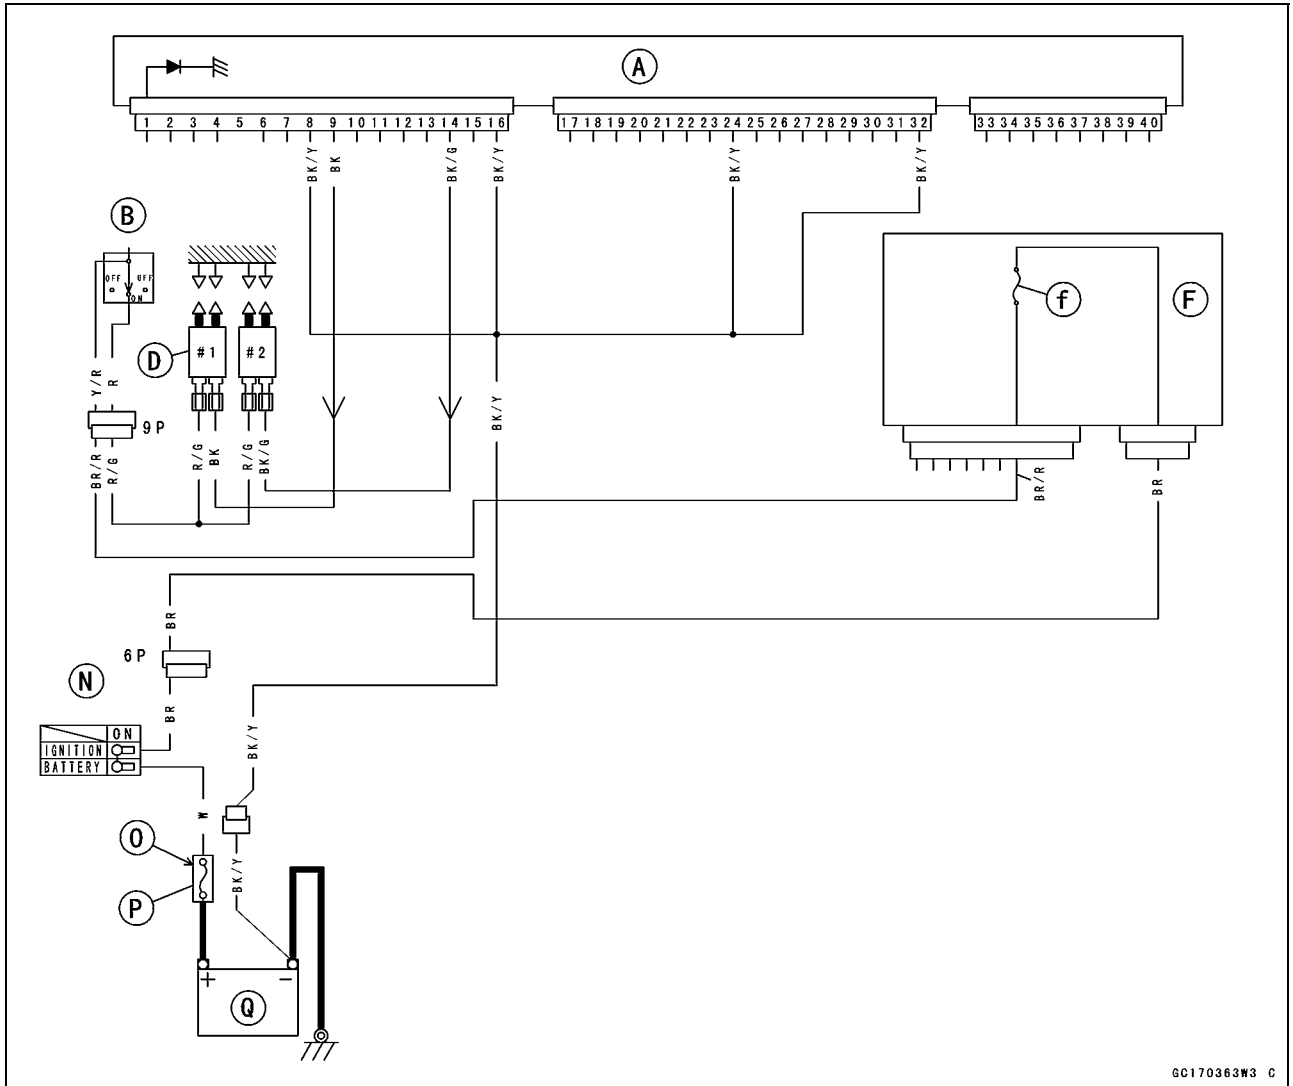 A
1 2 3 4 5 6 7 8 9 10 11 12 13 14 15 16
17 18 19 20 21 22 23 24 25 26 27 28 29 30 31 32
33 34 35 36 37 38 39 40
BK/Y
BK
BK/G
BK/Y
BK/Y
BK/Y
B
OFF
OFF
ON
f
F
D
#1
#2
Y/R
R
BK/Y
9P
BR/R
R/G
R/G
BK
R/G
BK/G
BR/R
BR
BR
6P
N
BR
ON
IGNITION
BATTERY
BK/Y
W
O
BK/Y
P
+
-
Q
GC170363W3 C